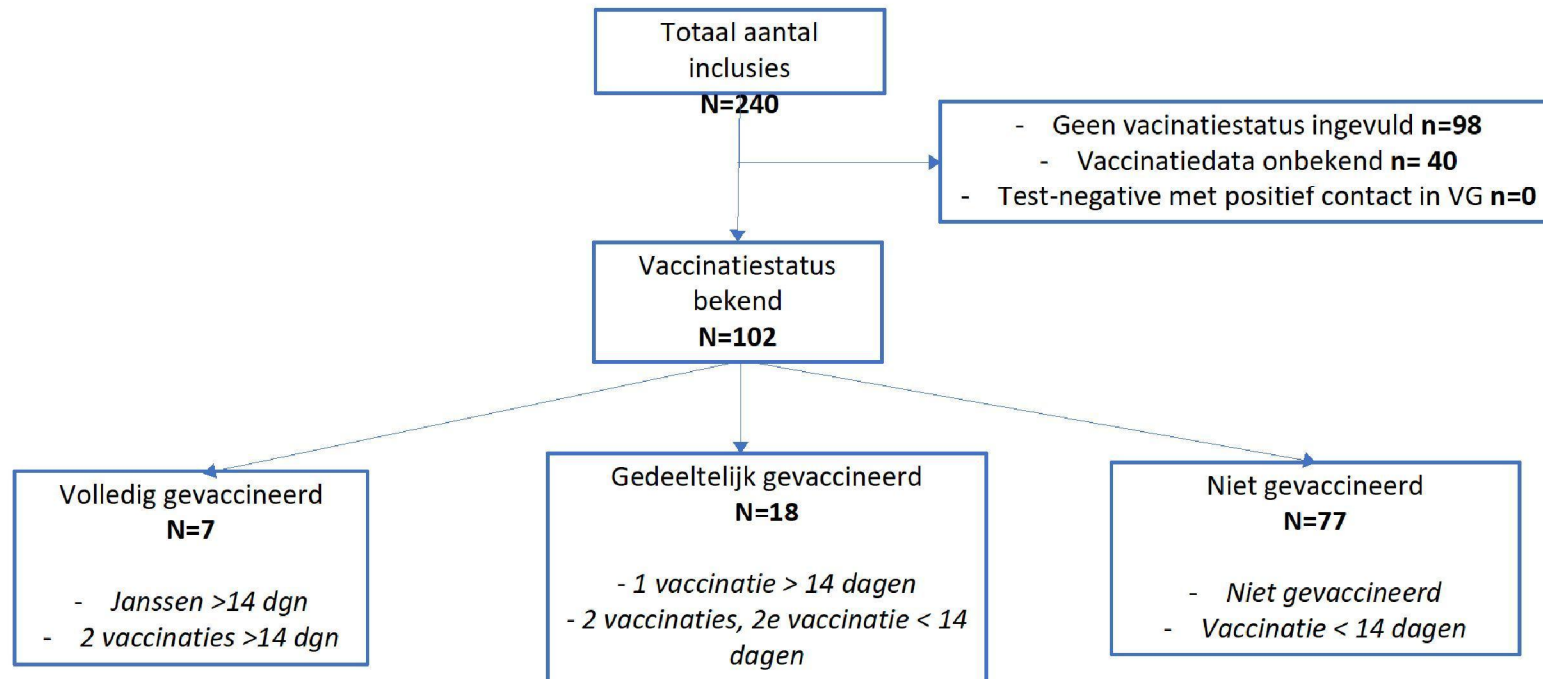 Totaal aantal
inclusies
N=240
- Geen vacinatiestatus ingevuld n=98
- Vaccinatiedata onbekend n= 40
- Test-negative met positief contact in VG n=0
Vaccinatiestatus
bekend
N=102
Volledig gevaccineerd
N=7
- Janssen >14 dgn
- 2 vaccinaties >14 dgn
Gedeeltelijk gevaccineerd
N=18
- 1 vaccinatie > 14 dagen
- 2 vaccinaties, 2e vaccinatie < 14
dagen
Niet gevaccineerd
N=77
- Niet gevaccineerd
- Vaccinatie < 14 dagen